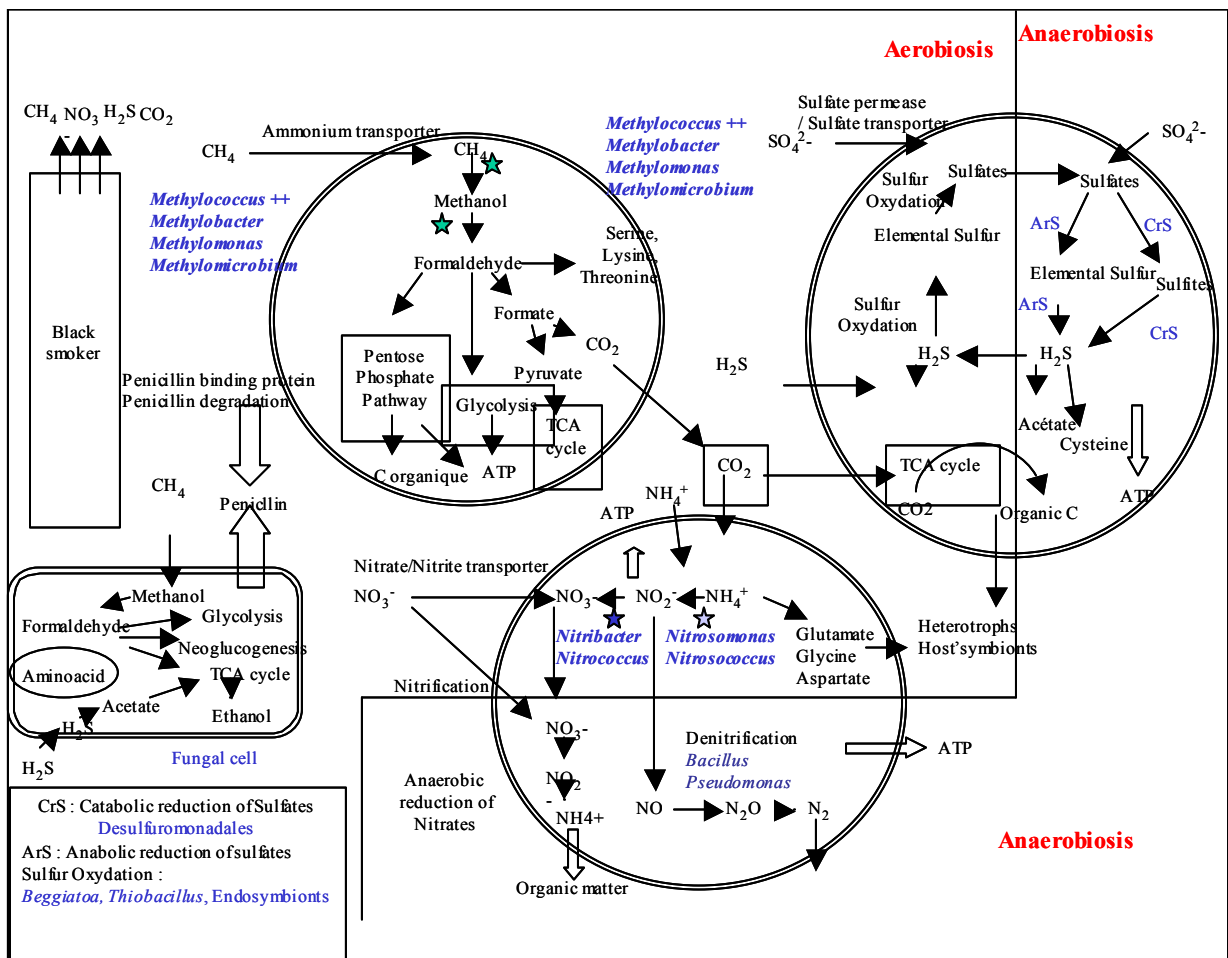 Aerobiosis
Anaerobiosis
CH4 NO3- H2S CO2
Ammonium transporter
CH4
CH4
Methylococcus ++
Methylobacter
Methylomonas
Methylomicrobium
Methylococcus ++
Methylobacter
Methylomonas
Methylomicrobium
Methanol
Formaldehyde
Serine,
Lysine,
Threonine
Formate
CO2
Pyruvate
Pentose
Phosphate
Pathway
Glycolysis
TCA
cycle
C organique
ATP
Sulfate permease
/ Sulfate transporter
SO42-
SO42-
Sulfates
Sulfates
Sulfur
Oxydation
Elemental Sulfur
ArS
CrS
Elemental Sulfur
Sulfites
Sulfur
Oxydation
ArS
CrS
H2S
H2S
H2S
Acétate
Cysteine
ATP
TCA cycle
CO2
Organic C
CO2
Black
smoker
Penicillin binding protein
Penicillin degradation
CH4
Penicllin
Methanol
Formaldehyde
Glycolysis
Neoglucogenesis
Aminoacid
TCA cycle
Acetate
Ethanol
H2S
H2S
Fungal cell
NH4+
ATP
Nitrate/Nitrite transporter
NO3-
NO3-
NO2-
NH4+
Nitribacter
Nitrococcus
Nitrosomonas
Nitrosococcus
Glutamate
Glycine
Aspartate
Heterotrophs
Host'symbionts
Nitrification
NO3-
NO2
-
NH4+
Anaerobic
reduction of
Nitrates
Organic matter
Denitrification
Bacillus
Pseudomonas
NO
N2O
N2
ATP
Anaerobiosis
CrS : Catabolic reduction of Sulfates
Desulfuromonadales
ArS : Anabolic reduction of sulfates
Sulfur Oxydation :
Beggiatoa, Thiobacillus, Endosymbionts